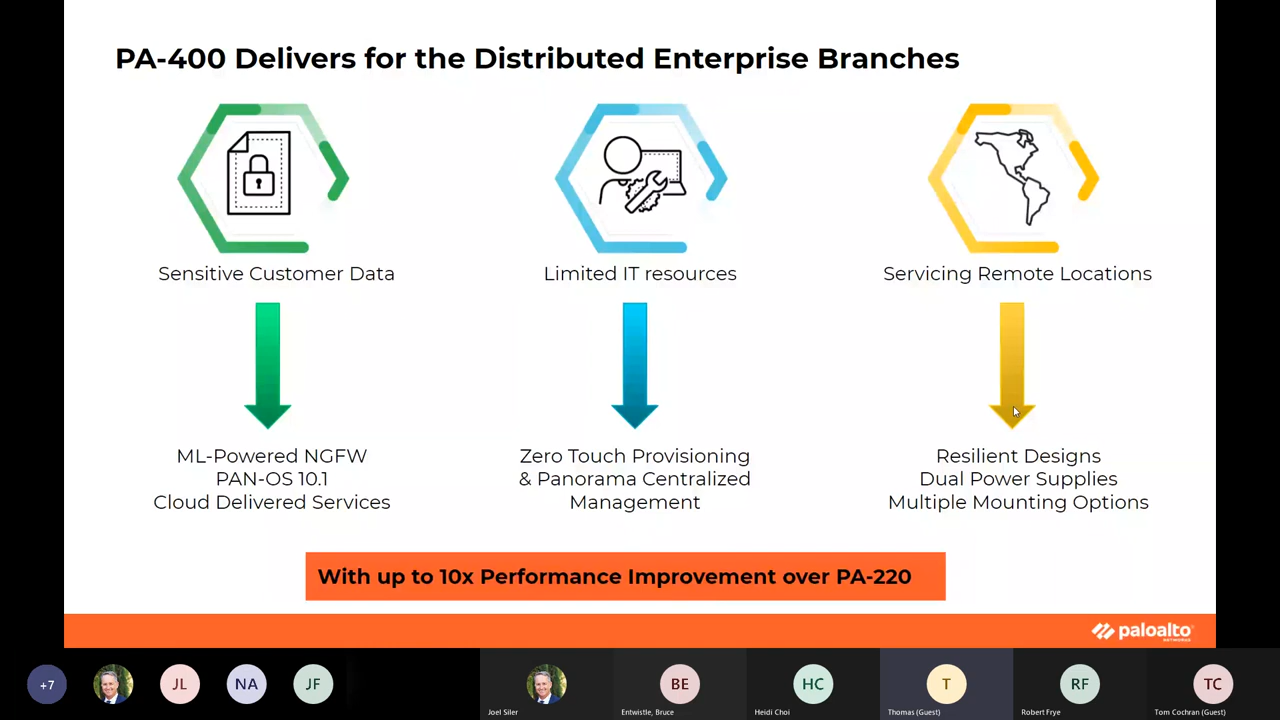 PA-400 Delivers for the Distributed Enterprise Branches
Sensitive Customer Data
Limited IT resources
Servicing Remote Locations
ML-Powered NGFW
PAN-OS 10.1
Cloud Delivered Services
Zero Touch Provisioning
& Panorama Centralized
Management
Resilient Designs
Dual Power Supplies
Multiple Mounting Options
With up to 10x Performance Improvement over PA-220
paloalto
NETWORKS
+7
JL
NA
JF
BE
HC
T
RF
TC
Joel Siler
Entwistle, Bruce
Heidi Choi
Thomas (Guest)
Robert Frye
Tom Cochran (Guest)